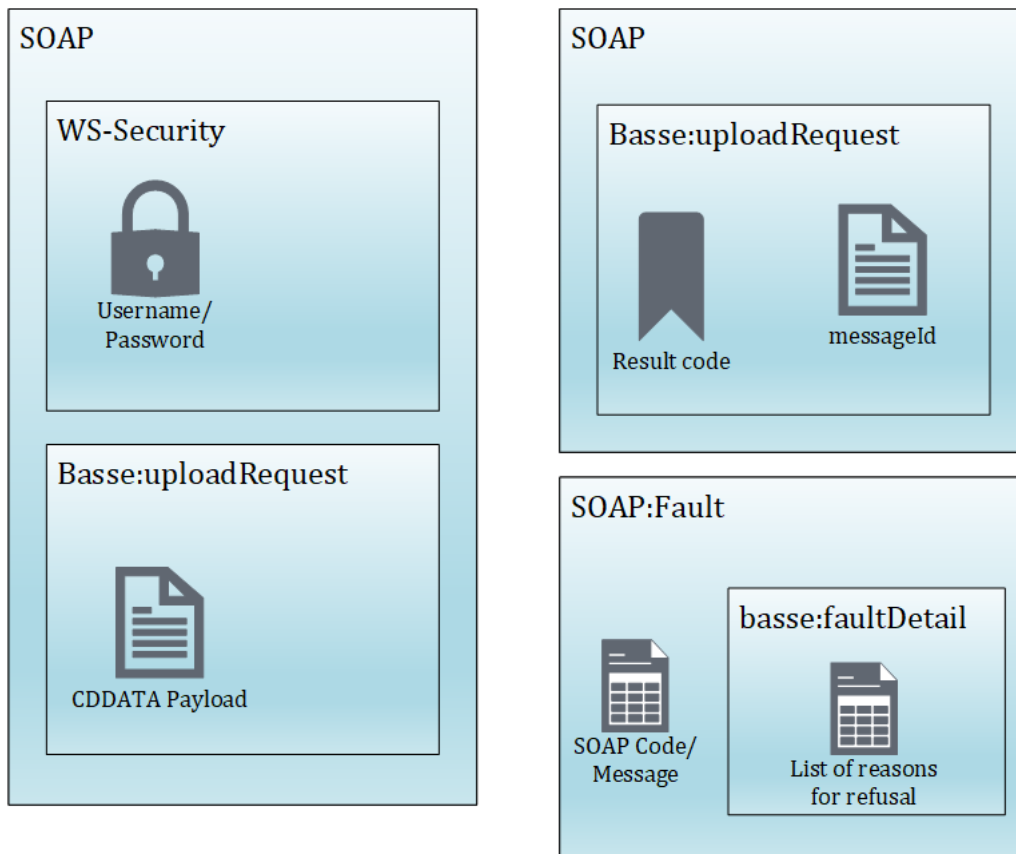 SOAP
WS-Security
Username/
Password
Basse:uploadRequest
CDDATA Payload
SOAP
Basse:uploadRequest
Result code
messageId
SOAP:Fault
SOAP Code/
Message
basse:faultDetail
List of reasons
for refusal